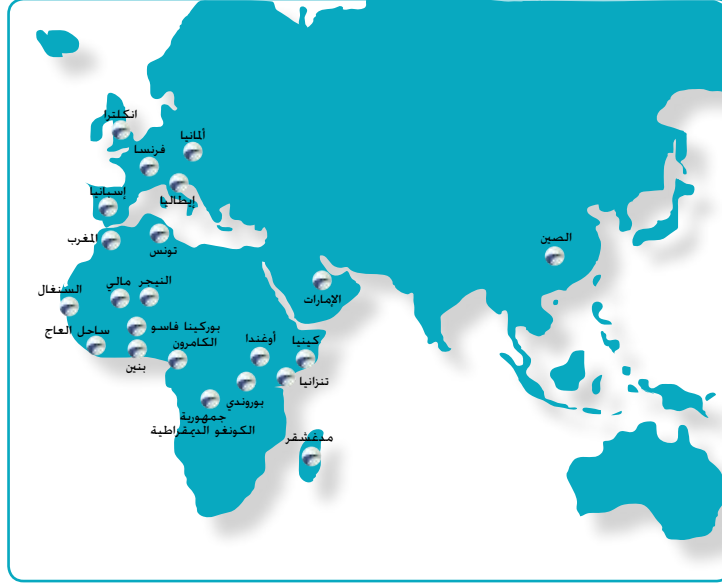 انكلترا
ألمانيا
فرنسا
إسبانيا
إيطاليا
المغرب
تونس
الصين
السنغال
مالي
النيجر
الإمارات
ساحل العاج
بوركينا فاسو
الكامرون
أوغندا
كينيا
بنين
تنزانيا
بوروندي
جمهورية
الكونغو الديمقراطية
مدغشقر